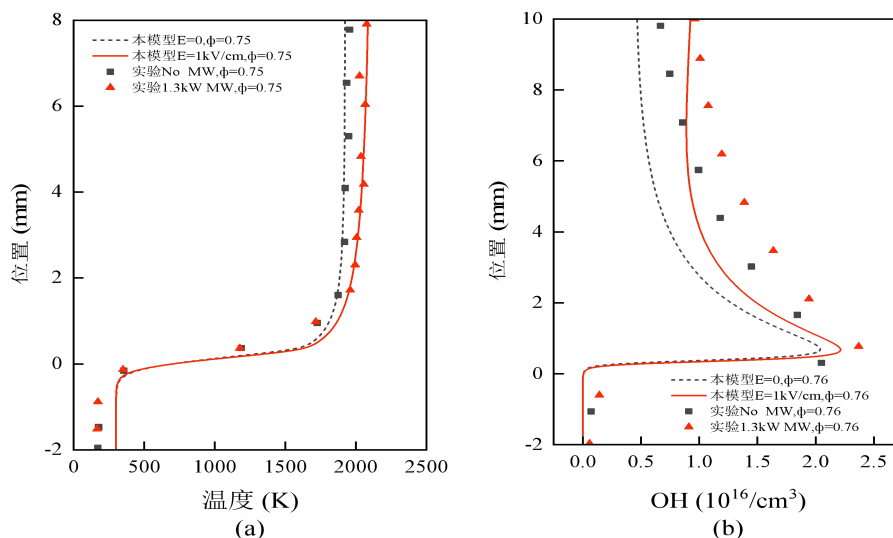 8
6
4
2
0
-2
位置 (mm)
本模型E=0,ϕ=0.75
本模型E=1kV/cm,ϕ=0.75
实验No MW,ϕ=0.75
实验1.3kW MW,ϕ=0.75
0 500 1000 1500 2000 2500
温度 (K)
(a)
10
8
6
4
2
0
-2
位置 (mm)
本模型E=0,ϕ=0.76
本模型E=1kV/cm,ϕ=0.76
实验No MW,ϕ=0.76
实验1.3kW MW,ϕ=0.76
0.0 0.5 1.0 1.5 2.0 2.5
OH (10¹⁶/cm³)
(b)